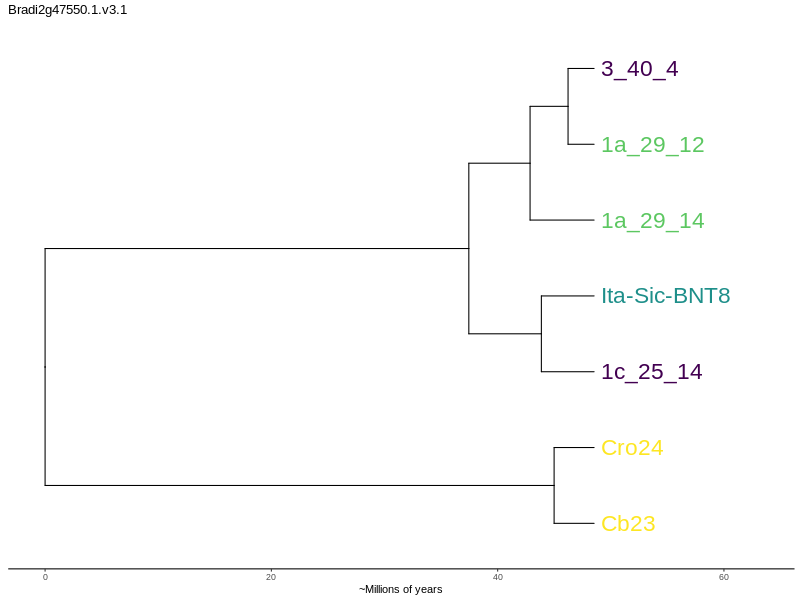 Bradi2g47550.1.v3.1
3_40_4
1a_29_12
1a_29_14
Ita-Sic-BNT8
1c_25_14
Cro24
Cb23
0 20 40 60
~Millions of years